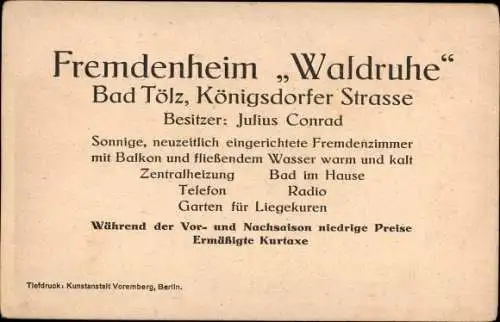 Fremdenheim „Waldruhe“
Bad Tölz, Königsdorfer Strasse
Besitzer: Julius Conrad
Sonnige, neuzeitlich eingerichtete Fremdenzimmer
mit Balkon und fließendem Wasser warm und kalt
Zentralheizung Bad im Hause
Telefon Radio
Garten für Liegekuren
Während der Vor- und Nachsaison niedrige Preise
Ermäßigte Kurtaxe
Tiefdruck: Kunstanstalt Voremberg, Berlin.